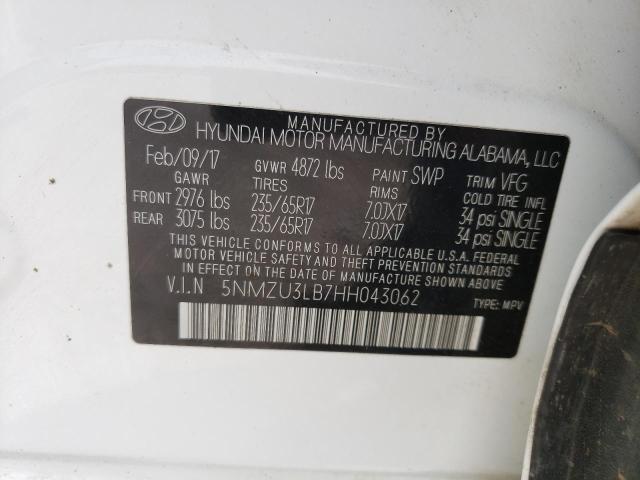 MANUFACTURED BY
HYUNDAI MOTOR MANUFACTURING ALABAMA, LLC
Feb/09/17 GVWR 4872 lbs PAINT SWP TRIM VFG
GAWR TIRES RIMS COLD TIRE INFL
FRONT 2976 lbs 235/65R17 7.0JX17 34 psi SINGLE
REAR 3075 lbs 235/65R17 7.0JX17 34 psi SINGLE
THIS VEHICLE CONFORMS TO ALL APPLICABLE U.S.A. FEDERAL
MOTOR VEHICLE SAFETY AND BUMPER STANDARDS
IN EFFECT ON THE DATE OF MANUFACTURE SHOWN ABOVE.
V.I.N 5NMZU3LB7HH043062 TYPE: MPV